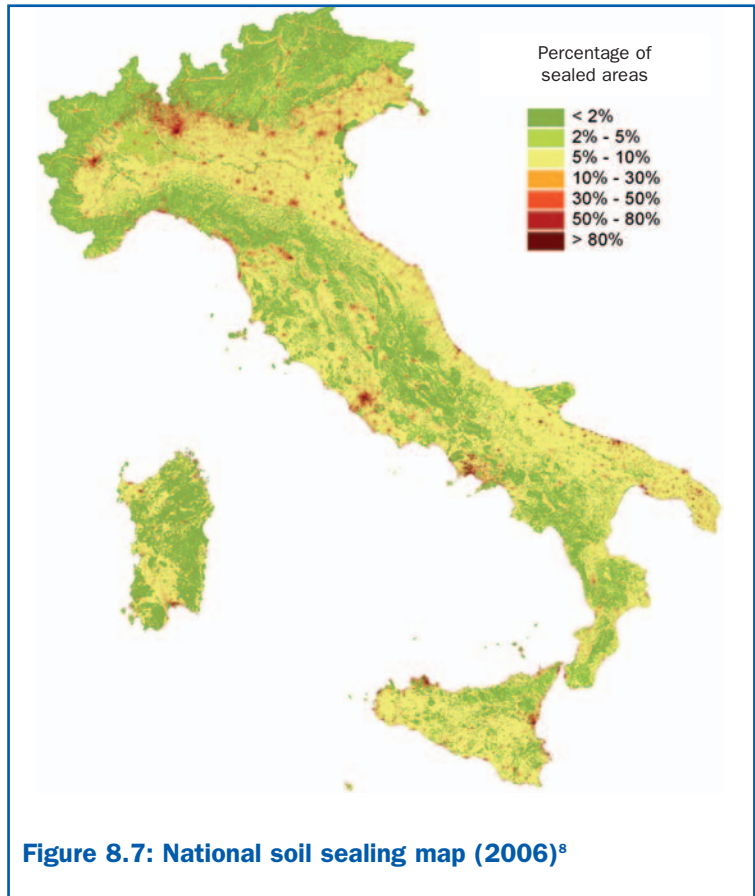 Percentage of
sealed areas
< 2%
2% - 5%
5% - 10%
10% - 30%
30% - 50%
50% - 80%
> 80%
Figure 8.7: National soil sealing map (2006)⁸